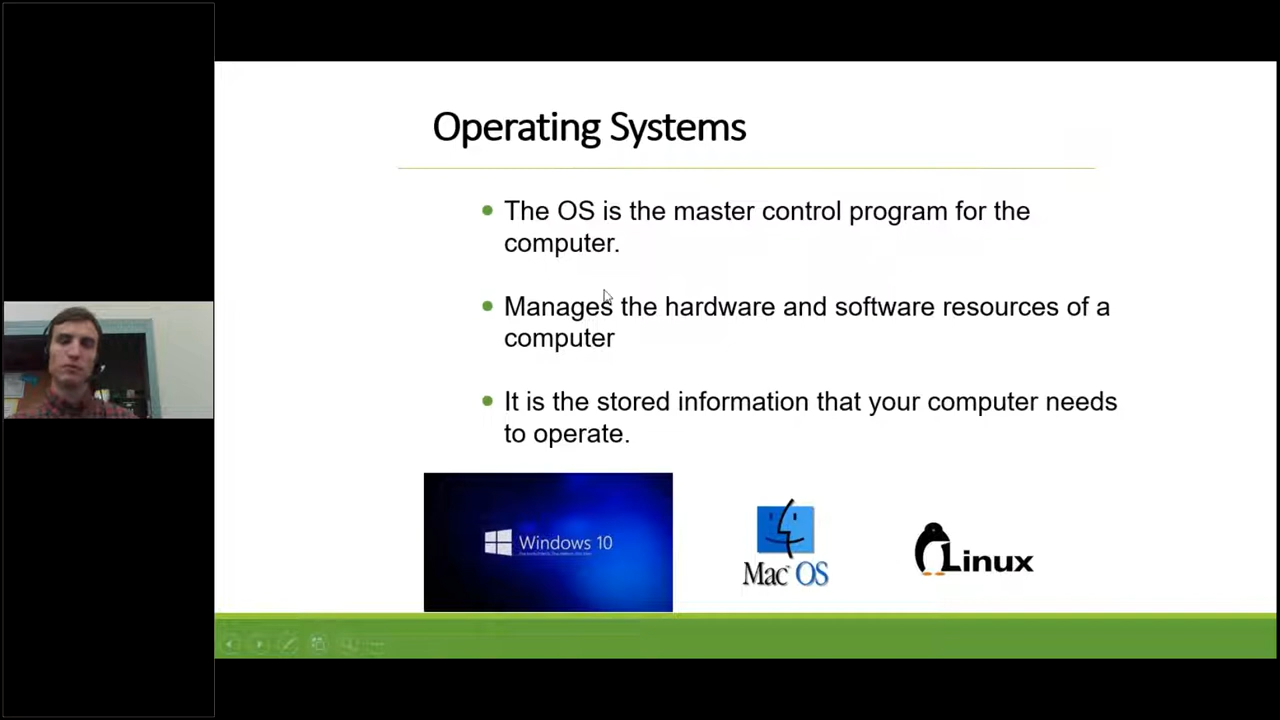 Operating Systems
The OS is the master control program for the
computer.
Manages the hardware and software resources of a
computer
It is the stored information that your computer needs
to operate.
Windows 10
Mac OS
Linux